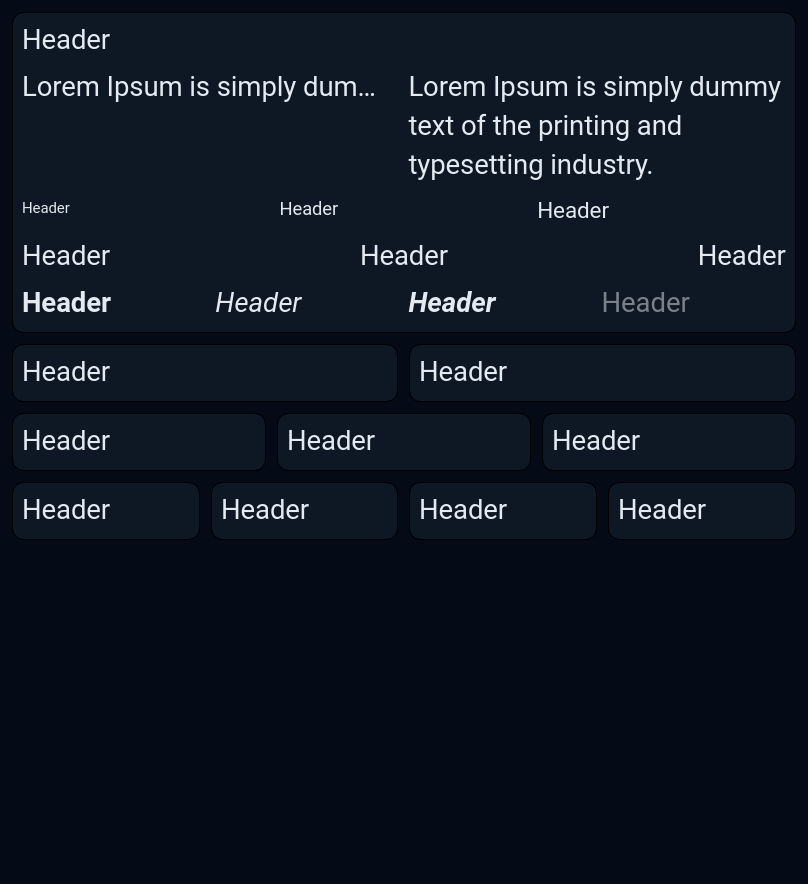 Header
Lorem Ipsum is simply dum…
Lorem Ipsum is simply dummy
text of the printing and
typesetting industry.
Header Header Header
Header Header Header
Header Header Header Header
Header Header
Header Header Header
Header Header Header Header